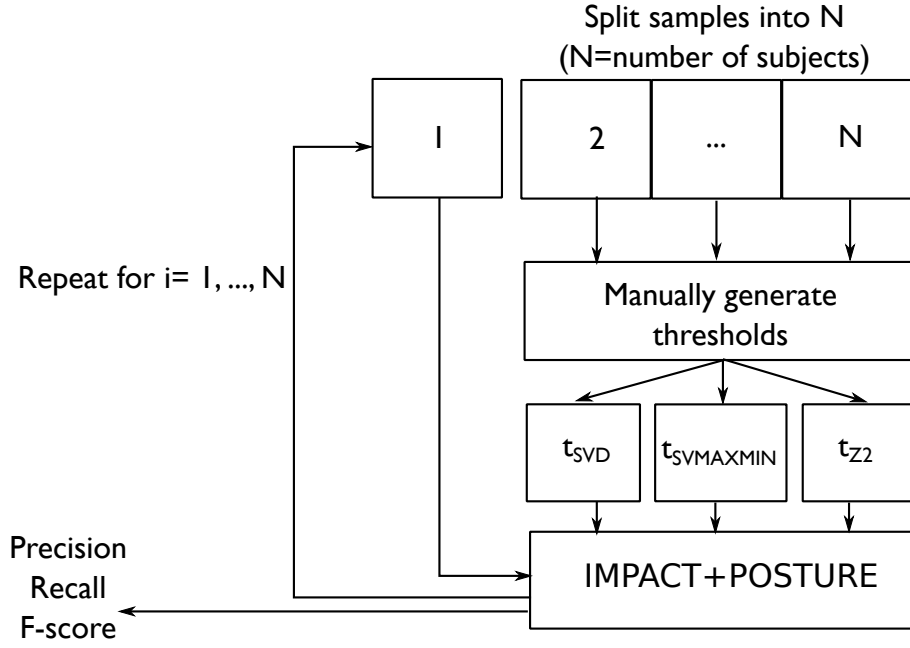 Split samples into N
(N=number of subjects)
1
2
...
N
Repeat for i= 1, ..., N
Manually generate
thresholds
tSVD
tSVMAXMIN
tZ2
Precision
Recall
F-score
IMPACT+POSTURE